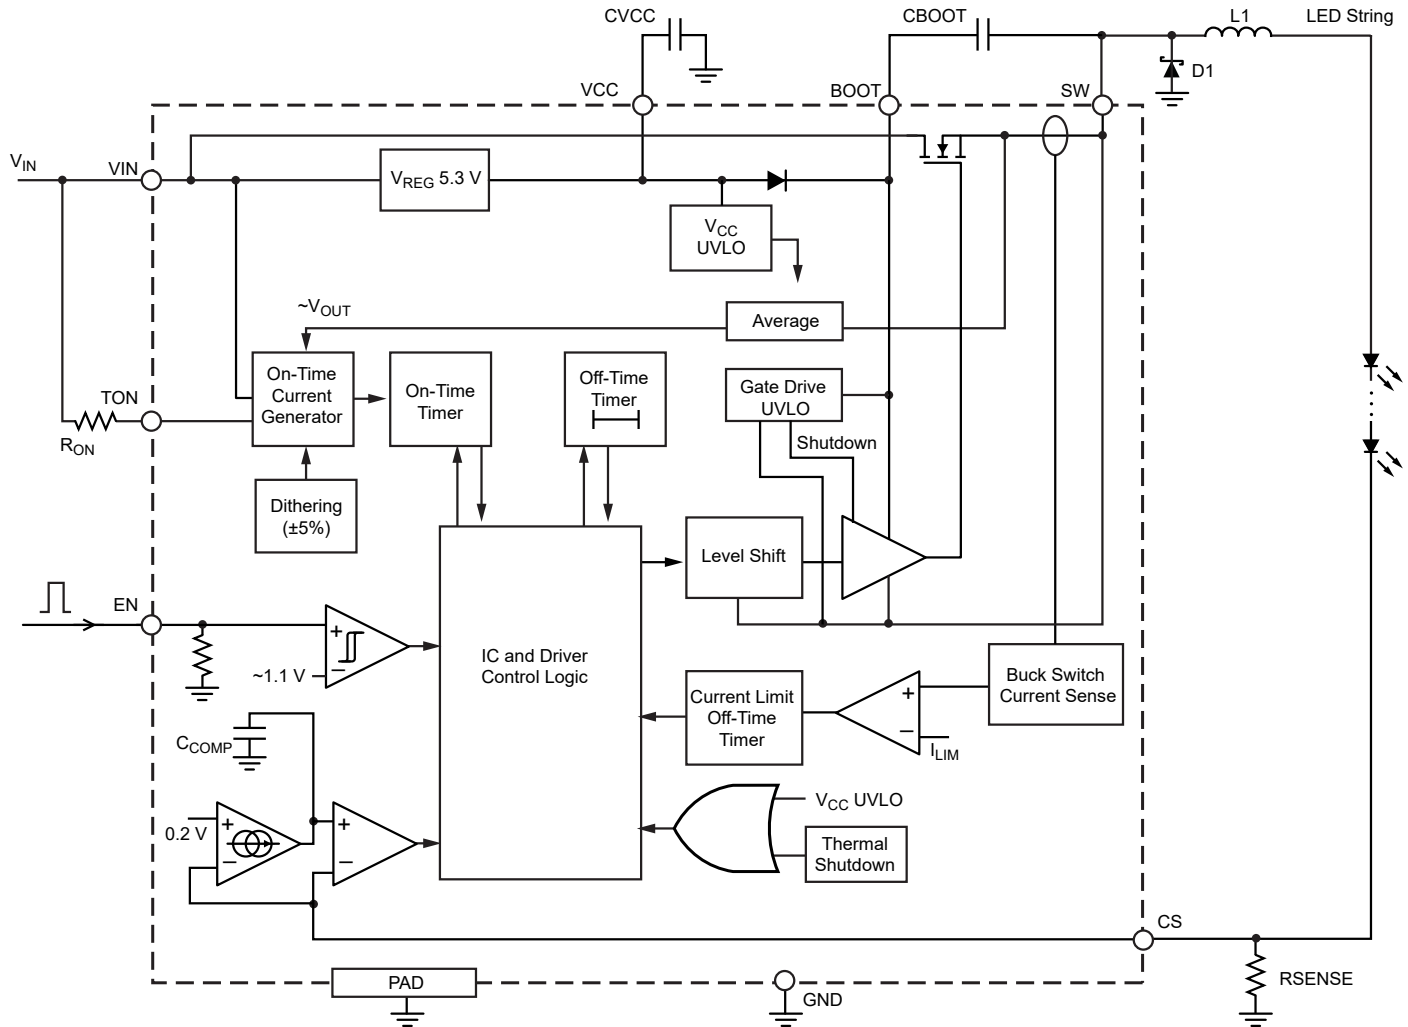 CVCC
CBOOT
L1
LED String
D1
VCC
BOOT
SW
VIN
VIN
VREG 5.3 V
VCC
UVLO
~VOUT
Average
TON
RON
On-Time
Current
Generator
On-Time
Timer
Off-Time
Timer
Gate Drive
UVLO
Shutdown
Dithering
(±5%)
Level Shift
EN
+
−
~1.1 V
IC and Driver
Control Logic
Buck Switch
Current Sense
Current Limit
Off-Time
Timer
+
−
ILIM
CCOMP
0.2 V
+
−
+
−
VCC UVLO
Thermal
Shutdown
CS
RSENSE
PAD
GND